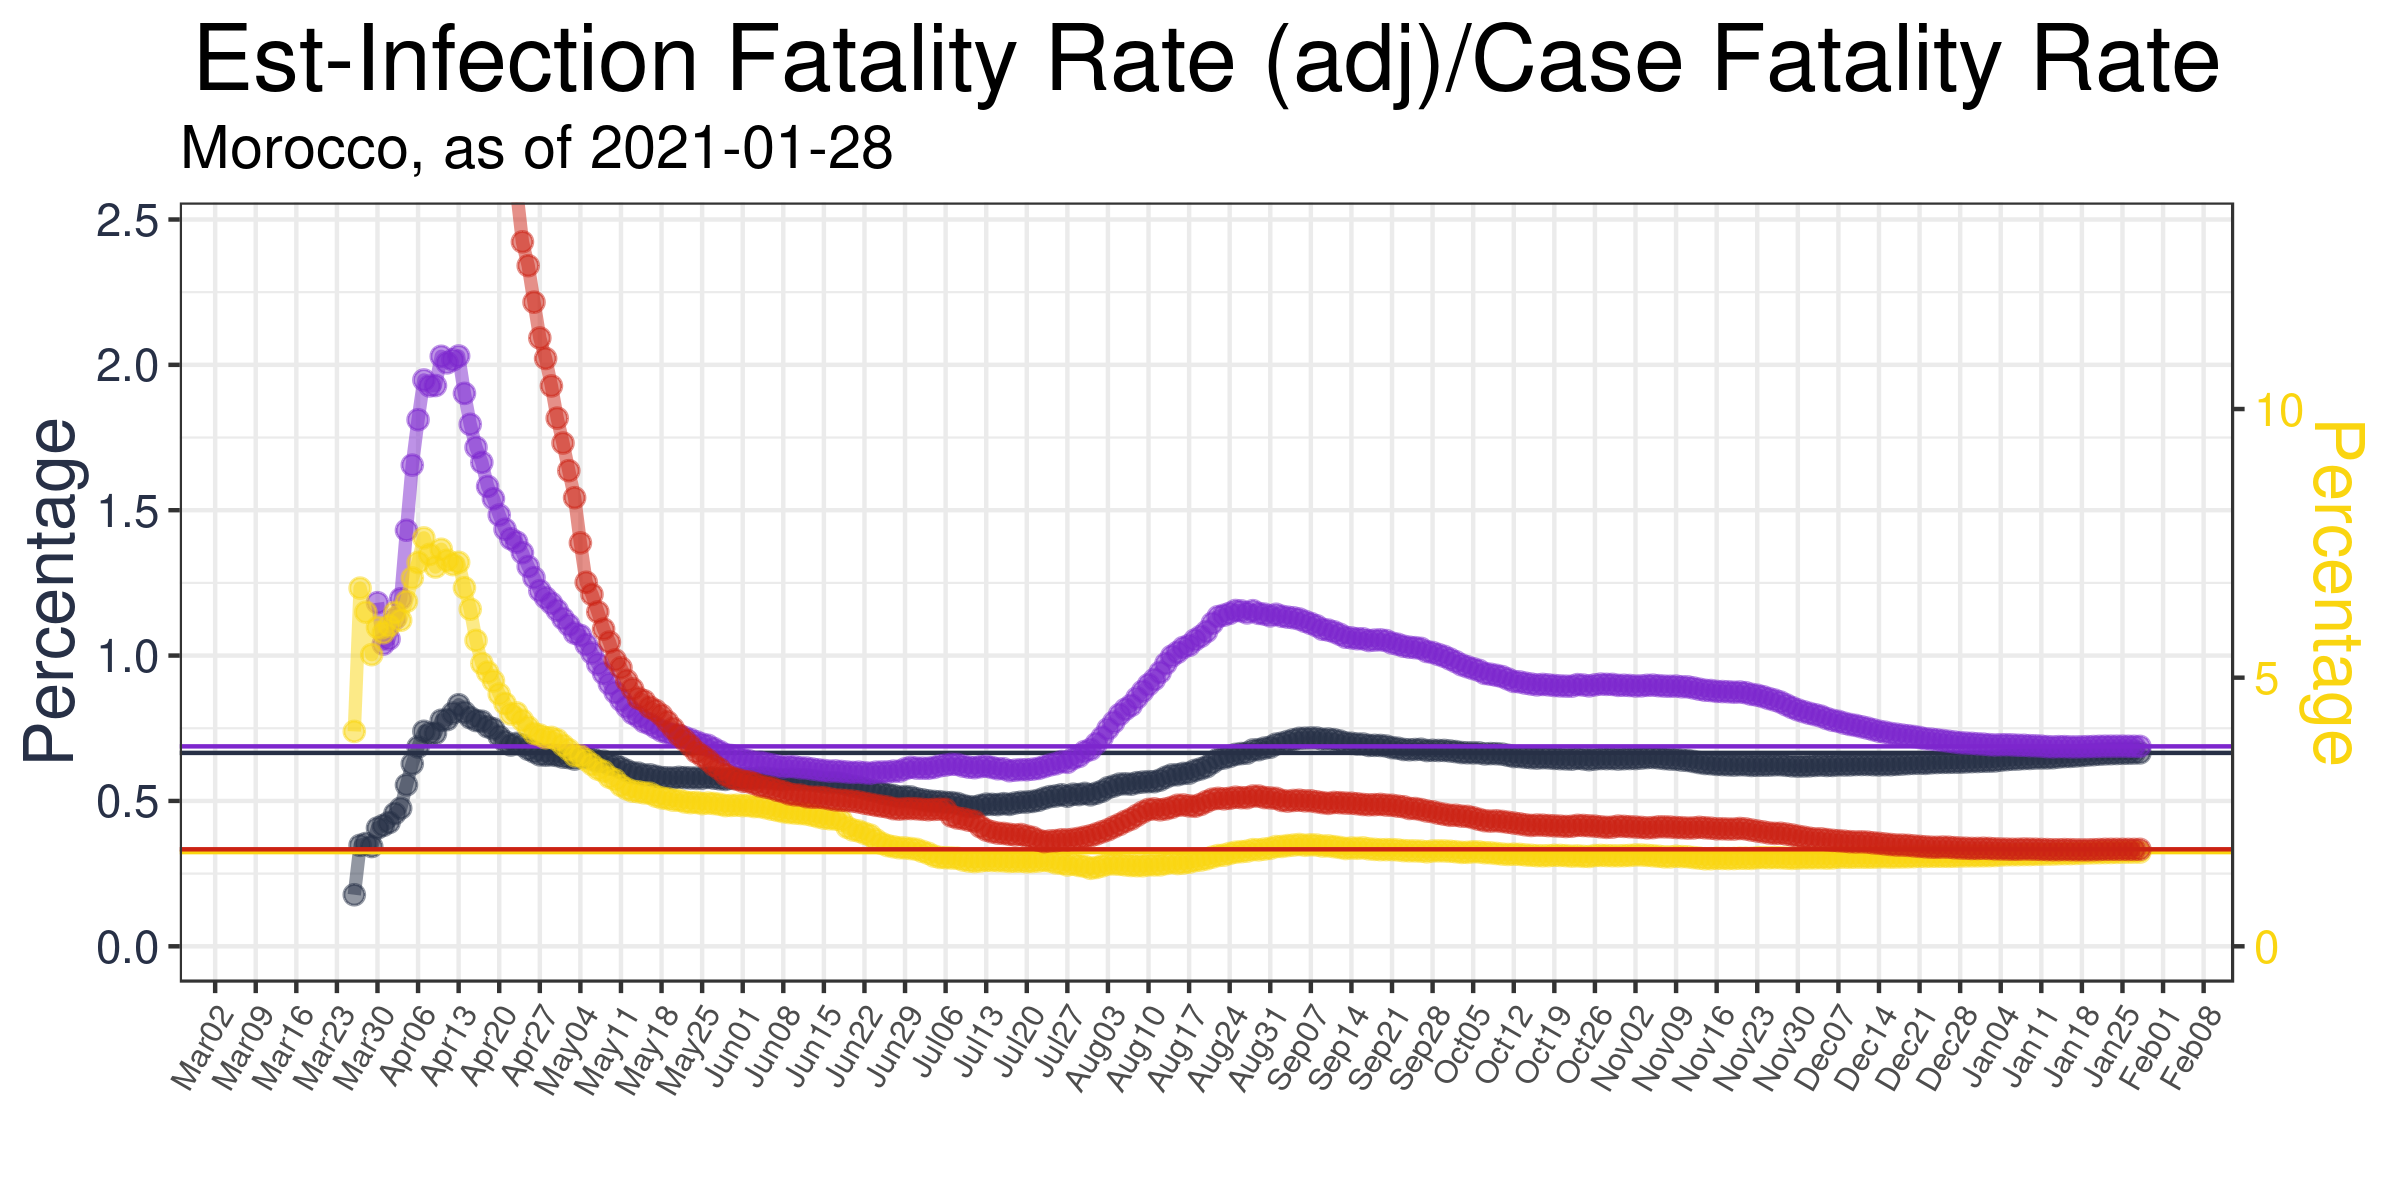 Est-Infection Fatality Rate (adj)/Case Fatality Rate
Morocco, as of 2021-01-28
Percentage
2.5
2.0
1.5
1.0
0.5
0.0
10
5
0
Percentage
Mar02
Mar09
Mar16
Mar23
Mar30
Apr06
Apr13
Apr20
Apr27
May04
May11
May18
May25
Jun01
Jun08
Jun15
Jun22
Jun29
Jul06
Jul13
Jul20
Jul27
Aug03
Aug10
Aug17
Aug24
Aug31
Sep07
Sep14
Sep21
Sep28
Oct05
Oct12
Oct19
Oct26
Nov02
Nov09
Nov16
Nov23
Nov30
Dec07
Dec14
Dec21
Dec28
Jan04
Jan11
Jan18
Jan25
Feb01
Feb08